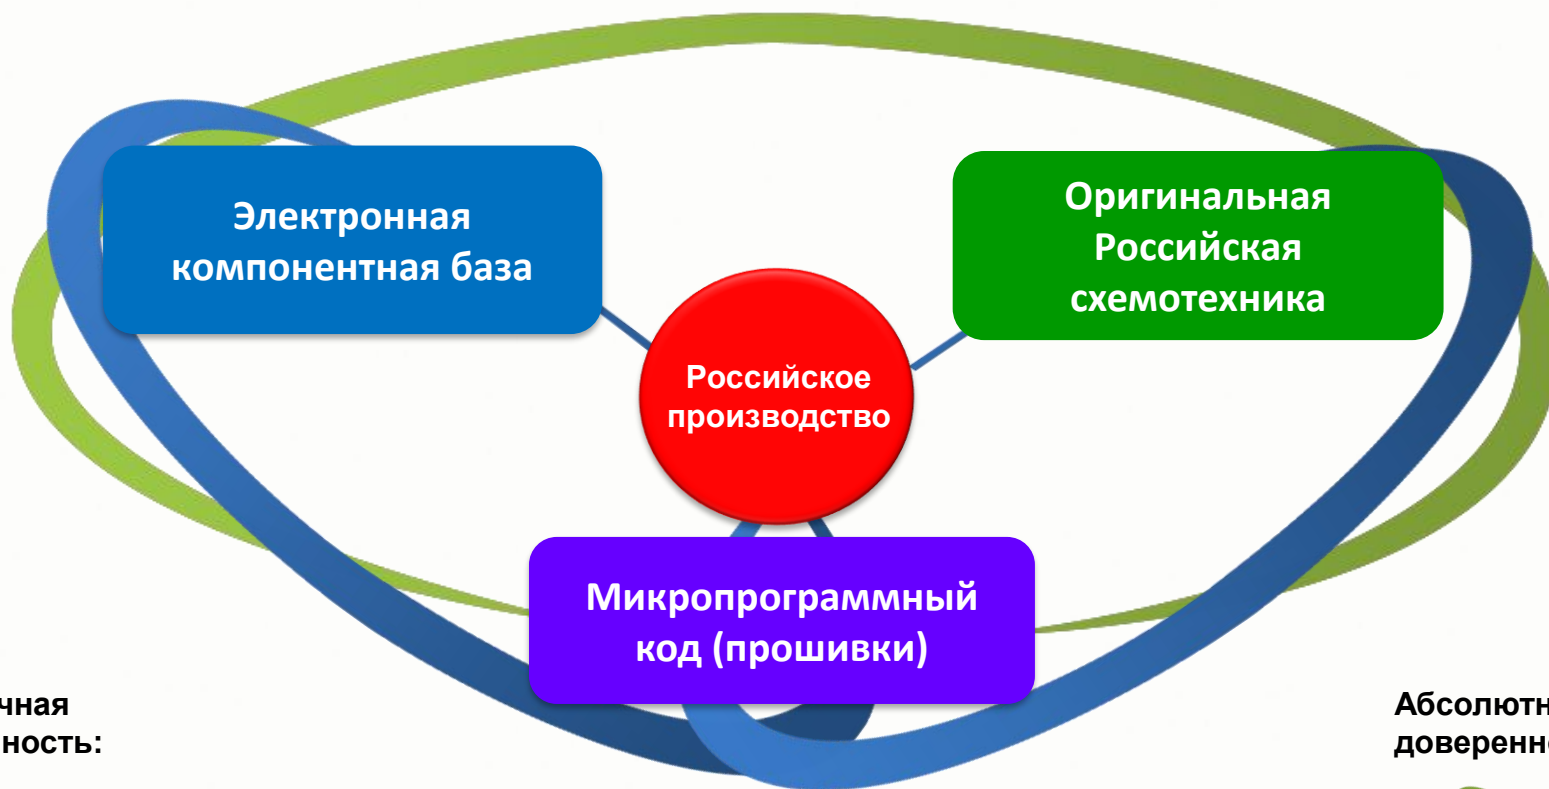 Электронная
компонентная база
Оригинальная
Российская
схемотехника
Российское
производство
Микропрограммный
код (прошивки)